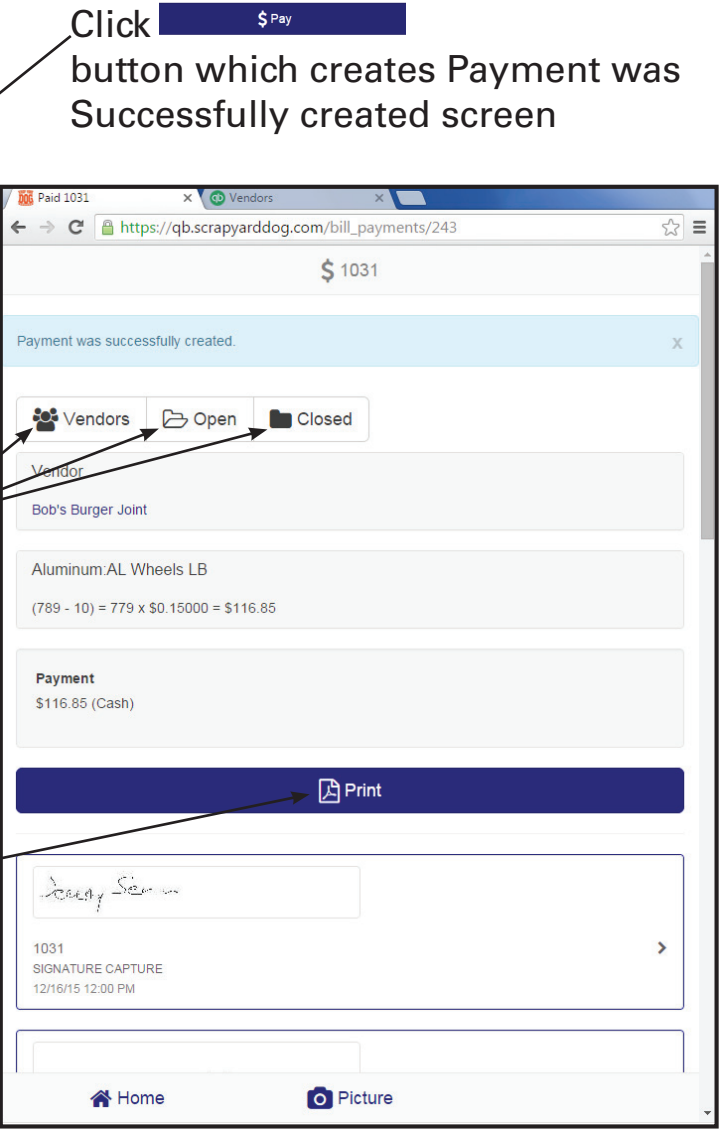 Click $ Pay
button which creates Payment was
Successfully created screen
DOG Paid 1031 x qb Vendors x
https://qb.scrapyarddog.com/bill_payments/243
$ 1031
Payment was successfully created. x
Vendors Open Closed
Vendor
Bob's Burger Joint
Aluminum:AL Wheels LB
(789 - 10) = 779 x $0.15000 = $116.85
Payment
$116.85 (Cash)
Print
1031
SIGNATURE CAPTURE
12/16/15 12:00 PM
Home Picture